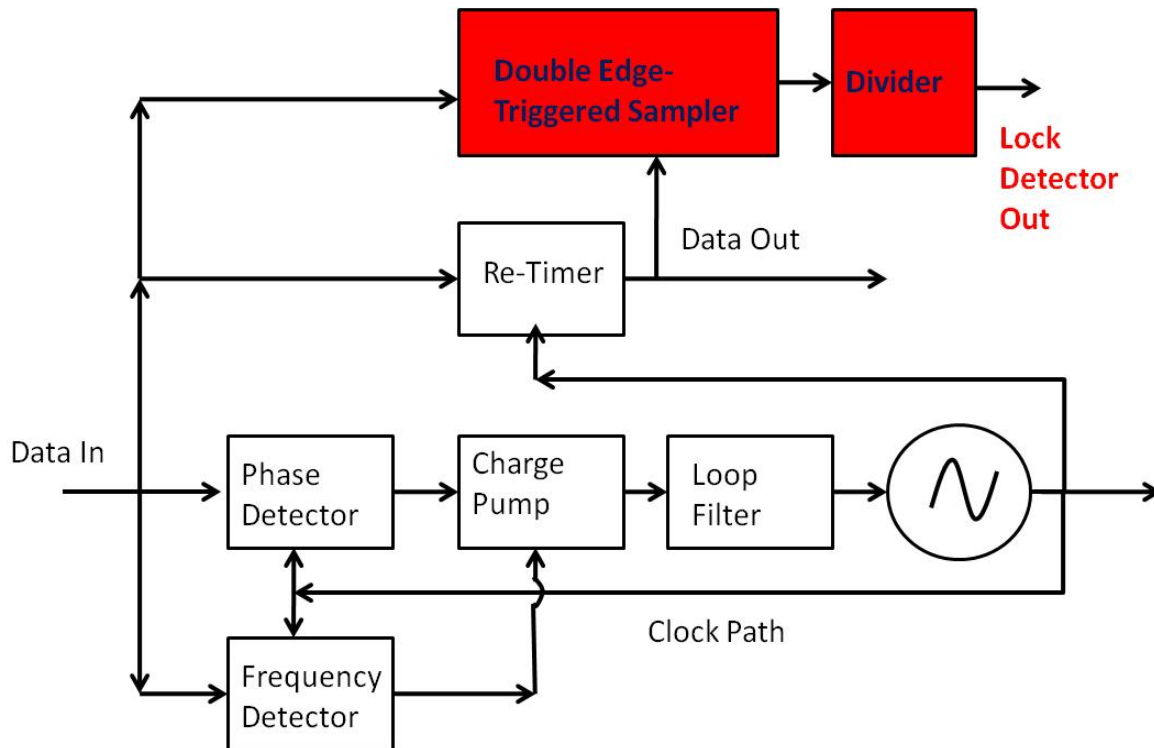 Double Edge-
Triggered Sampler
Divider
Lock
Detector
Out
Data Out
Re-Timer
Data In
Phase
Detector
Charge
Pump
Loop
Filter
Clock Path
Frequency
Detector